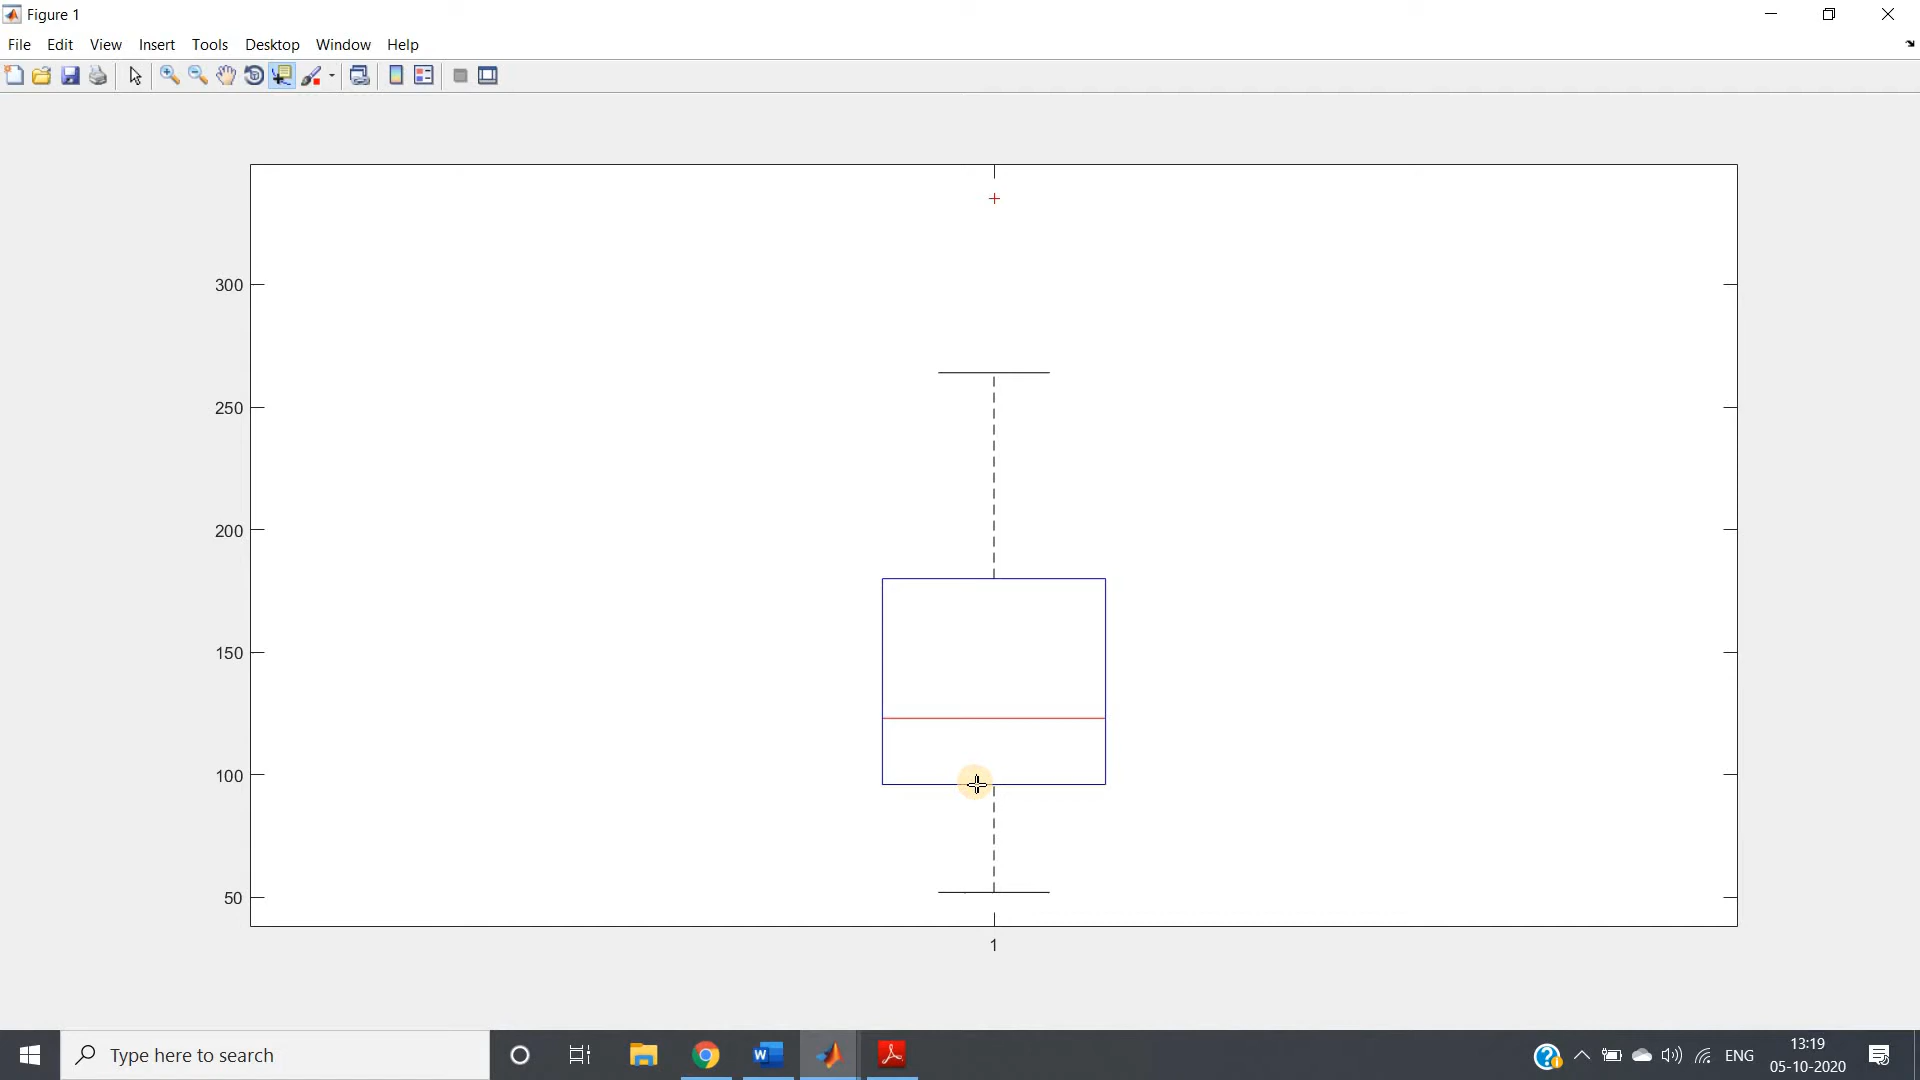 Figure 1
File Edit View Insert Tools Desktop Window Help
300
250
200
150
100
50
1
Type here to search
ENG
13:19
05-10-2020